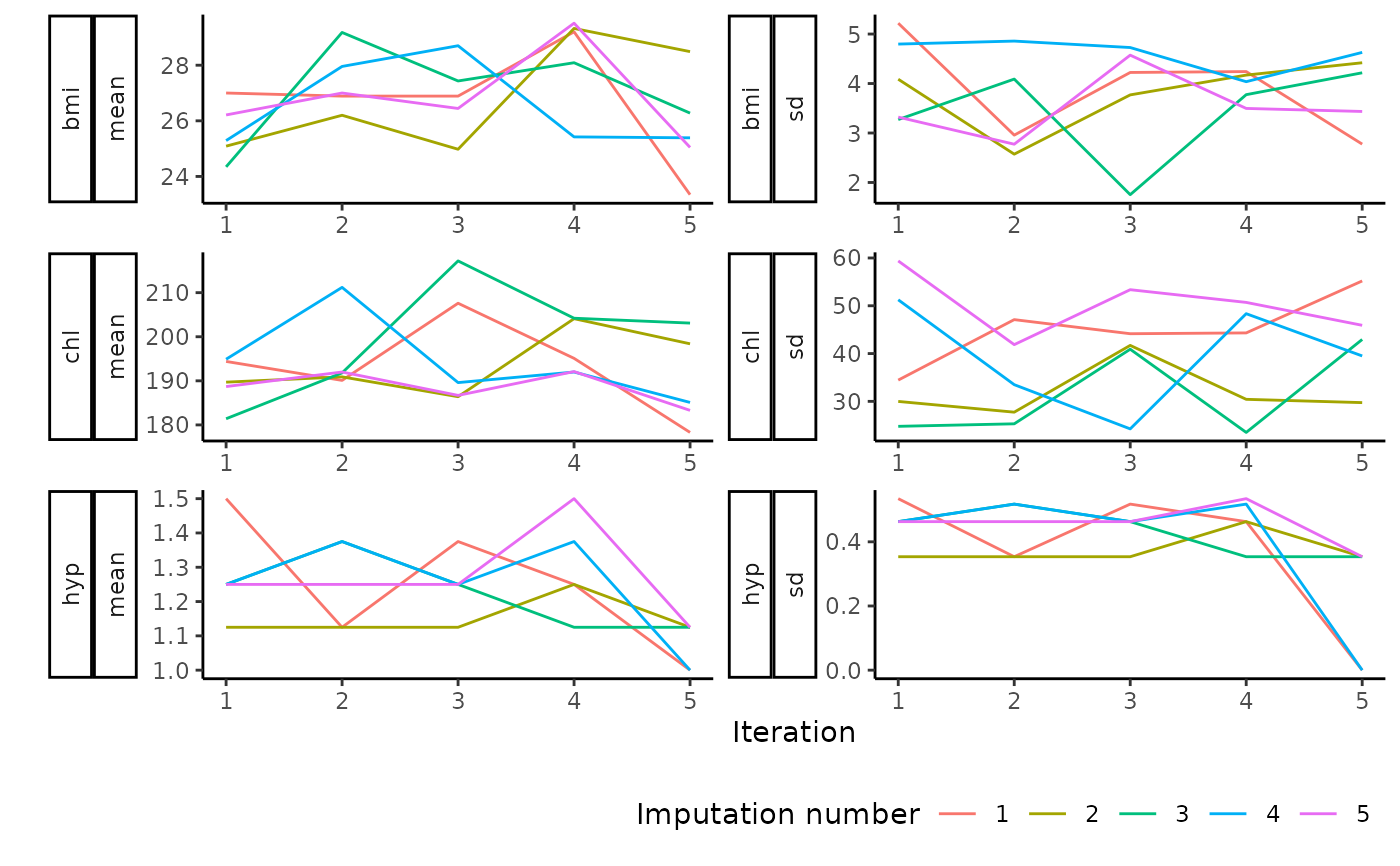 bmi mean
28
26
24
1 2 3 4 5
bmi sd
5
4
3
2
1 2 3 4 5
chl mean
210
200
190
180
1 2 3 4 5
chl sd
60
50
40
30
1 2 3 4 5
hyp mean
1.5
1.4
1.3
1.2
1.1
1.0
1 2 3 4 5
hyp sd
0.4
0.2
0.0
1 2 3 4 5
Iteration
Imputation number 1 2 3 4 5